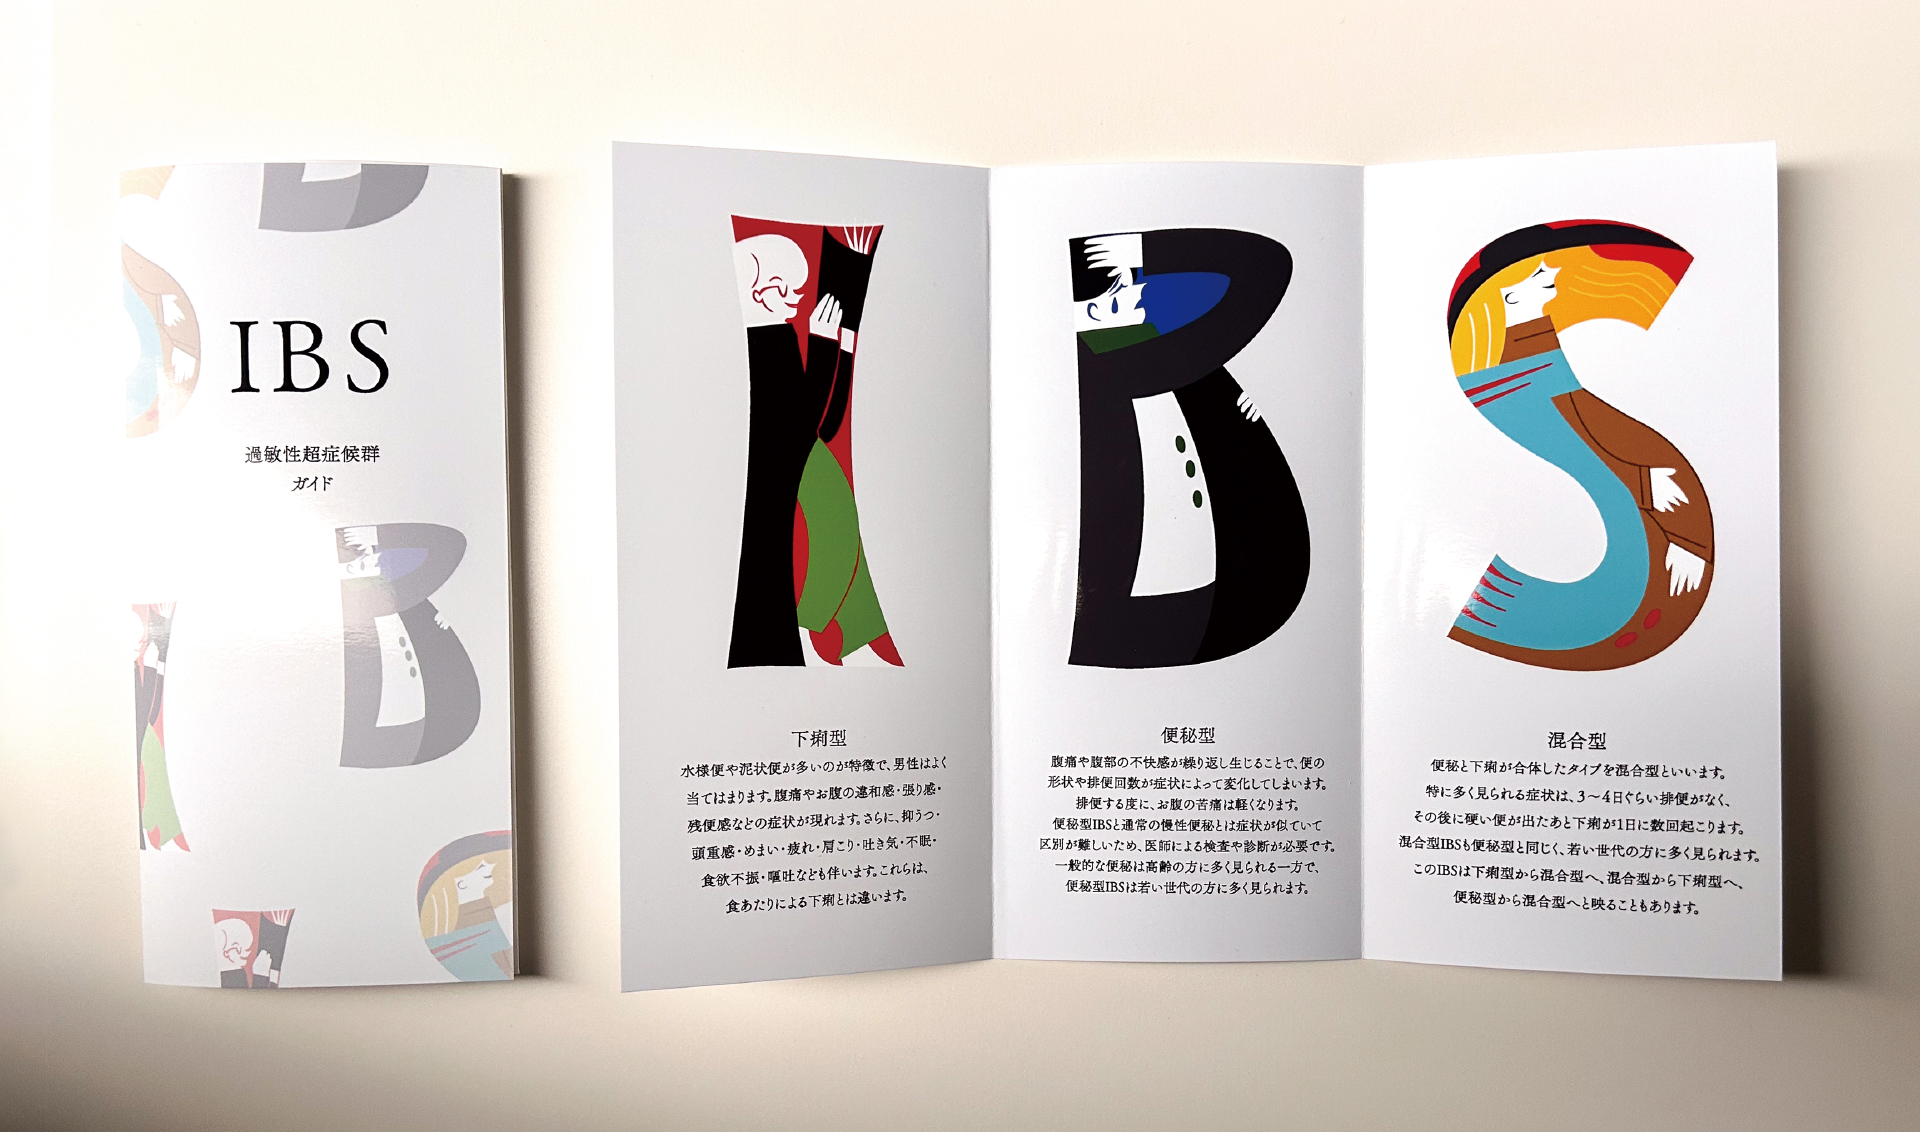 IBS
過敏性超症候群
ガイド
下痢型
水様便や泥状便が多いのが特徴で、男性はよく
当てはまります。腹痛やお腹の違和感・張り感・
残便感などの症状が現れます。さらに、抑うつ・
頭重感・めまい・疲れ・肩こり・吐き気・不眠・
食欲不振・嘔吐なども伴います。これらは、
食あたりによる下痢とは違います。
便秘型
腹痛や腹部の不快感が繰り返し生じることで、便の
形状や排便回数が症状によって変化してしまいます。
排便する度に、お腹の苦痛は軽くなります。
便秘型IBSと通常の慢性便秘とは症状が似ていて
区別が難しいため、医師による検査や診断が必要です。
一般的な便秘は高齢の方に多く見られる一方で、
便秘型IBSは若い世代の方に多く見られます。
混合型
便秘と下痢が合体したタイプを混合型といいます。
特に多く見られる症状は、3〜4日ぐらい排便がなく、
その後に硬い便が出たあと下痢が1日に数回起こります。
混合型IBSも便秘型と同じく、若い世代の方に多く見られます。
このIBSは下痢型から混合型へ、混合型から下痢型へ、
便秘型から混合型へと映ることもあります。